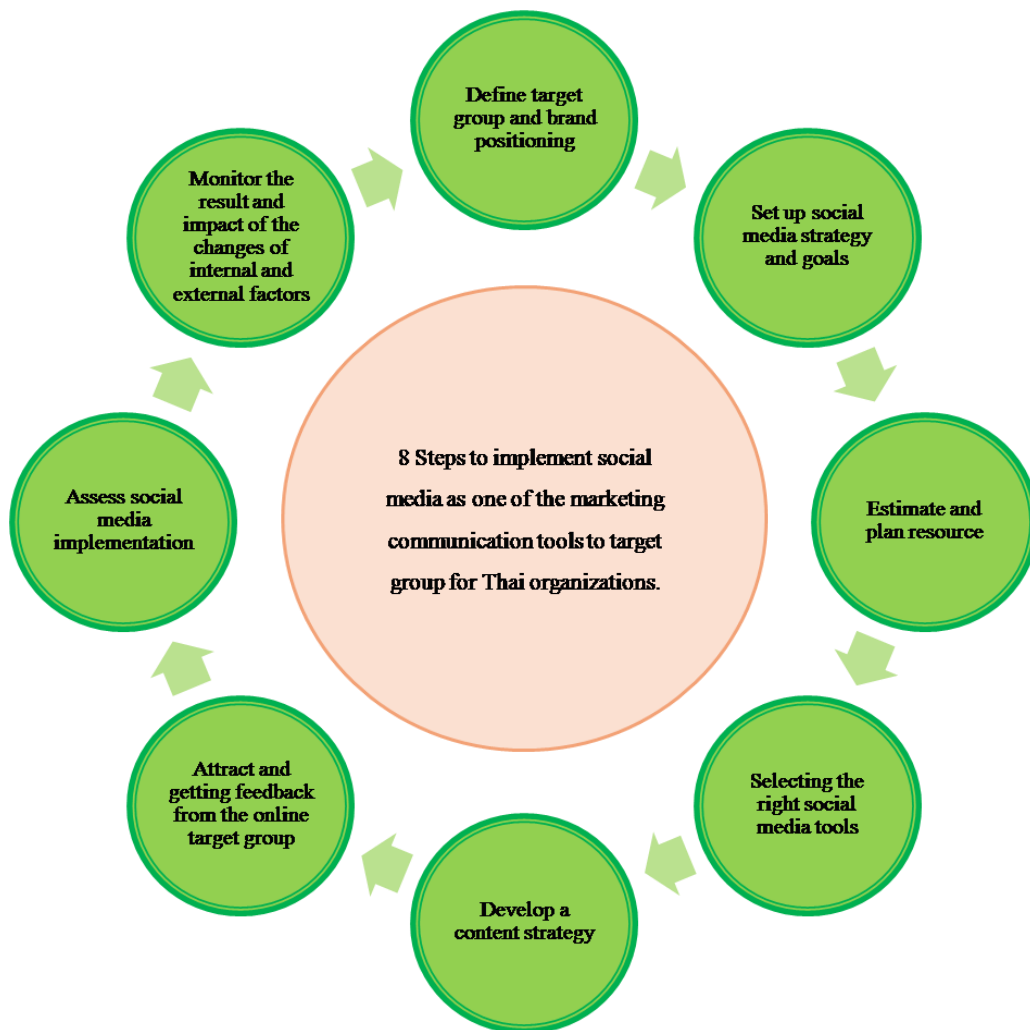 Define target
group and brand
positioning
Set up social
media strategy
and goals
Estimate and
plan resource
Selecting the
right social
media tools
Develop a
content strategy
Attract and
getting feedback
from the online
target group
Assess social
media
implementation
Monitor the
result and
impact of the
changes of
internal and
external factors
8 Steps to implement social
media as one of the marketing
communication tools to target
group for Thai organizations.